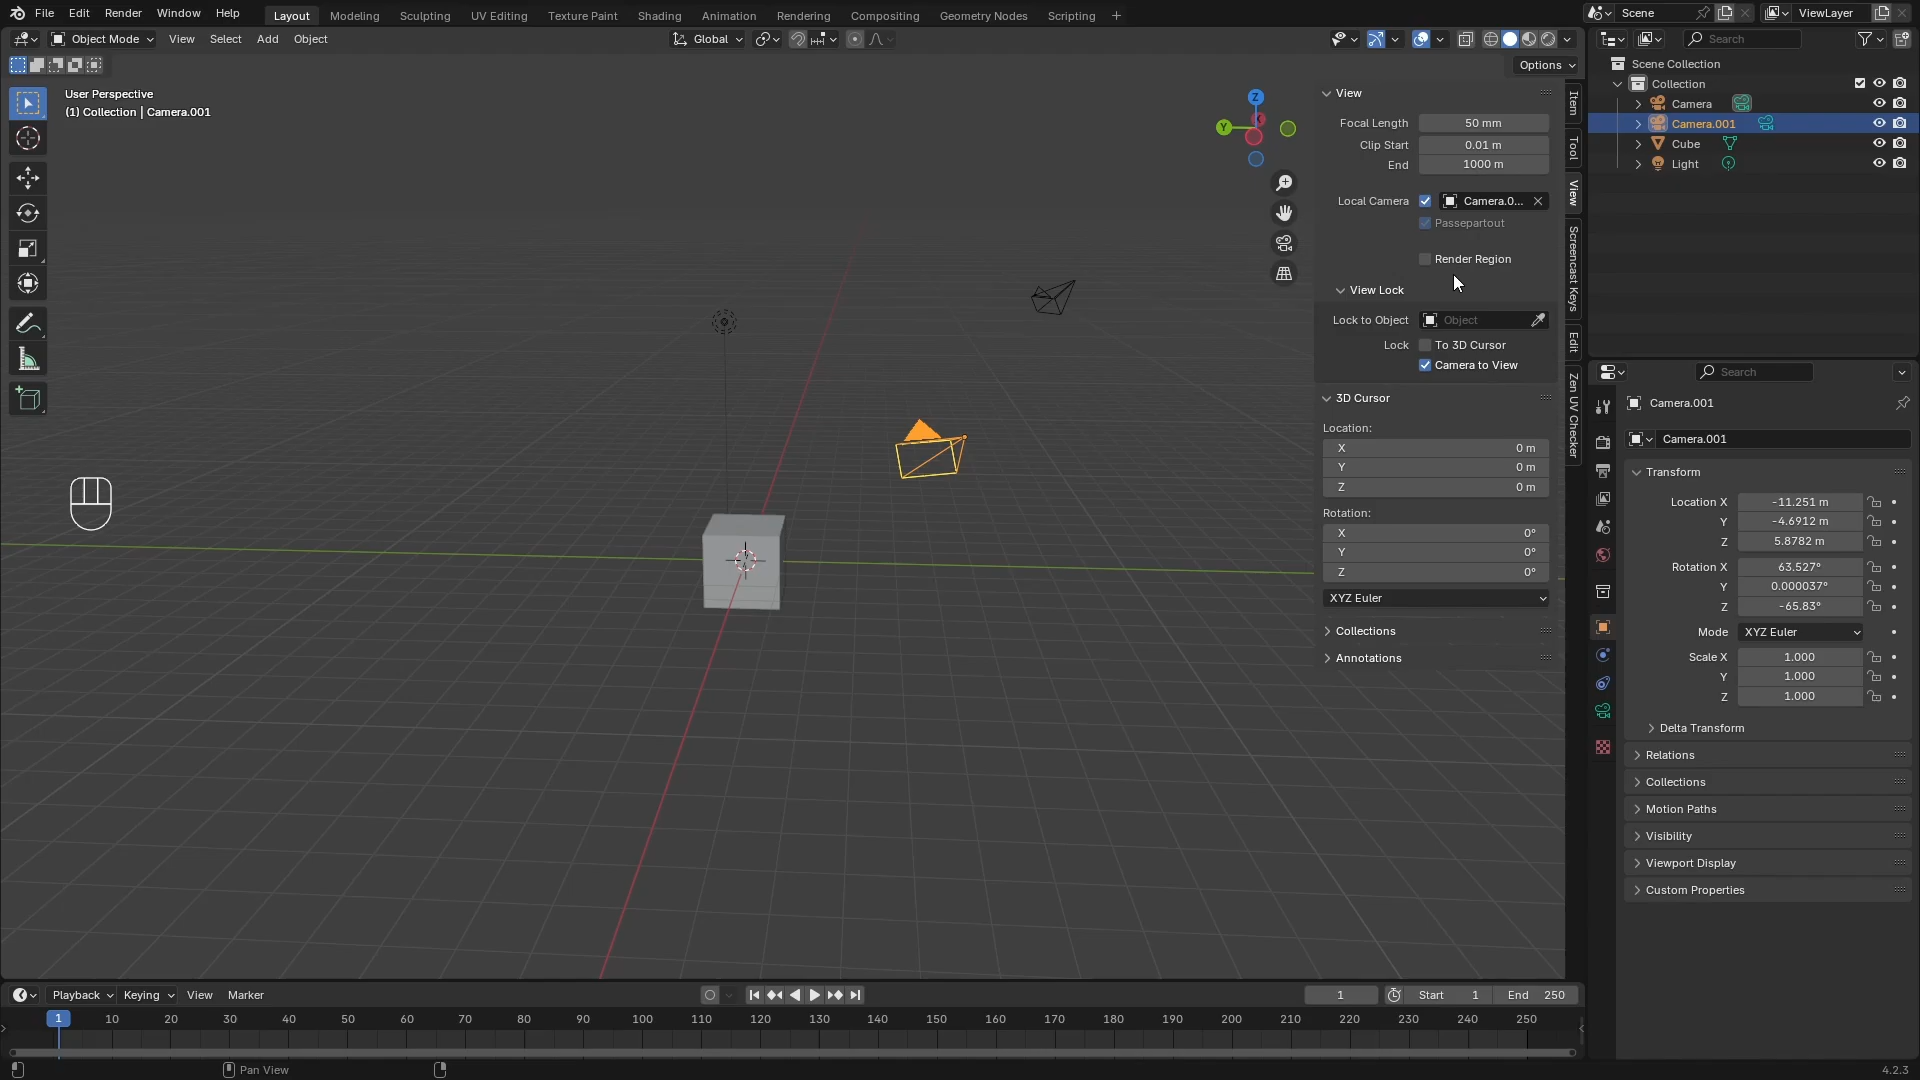 File Edit Render Window Help Layout Modeling Sculpting UV Editing Texture Paint Shading Animation Rendering Compositing Geometry Nodes Scripting + Scene ViewLayer
Object Mode View Select Add Object Global Search
Options
User Perspective
(1) Collection | Camera.001
Z
Y
X
View
Focal Length 50 mm
Clip Start 0.01 m
End 1000 m
Local Camera Camera.0...
Passepartout
Render Region
View Lock
Lock to Object Object
Lock To 3D Cursor
Camera to View
3D Cursor
Location:
X 0 m
Y 0 m
Z 0 m
Rotation:
X 0°
Y 0°
Z 0°
XYZ Euler
Collections
Annotations
Item
Tool
View
Screencast Keys
Edit
Zen UV Checker
Scene Collection
Collection
Camera
Camera.001
Cube
Light
Search
Camera.001
Camera.001
Transform
Location X -11.251 m
Y -4.6912 m
Z 5.8782 m
Rotation X 63.527°
Y 0.000037°
Z -65.83°
Mode XYZ Euler
Scale X 1.000
Y 1.000
Z 1.000
Delta Transform
Relations
Collections
Motion Paths
Visibility
Viewport Display
Custom Properties
Playback Keying View Marker 1 Start 1 End 250
1 10 20 30 40 50 60 70 80 90 100 110 120 130 140 150 160 170 180 190 200 210 220 230 240 250
Pan View 4.2.3